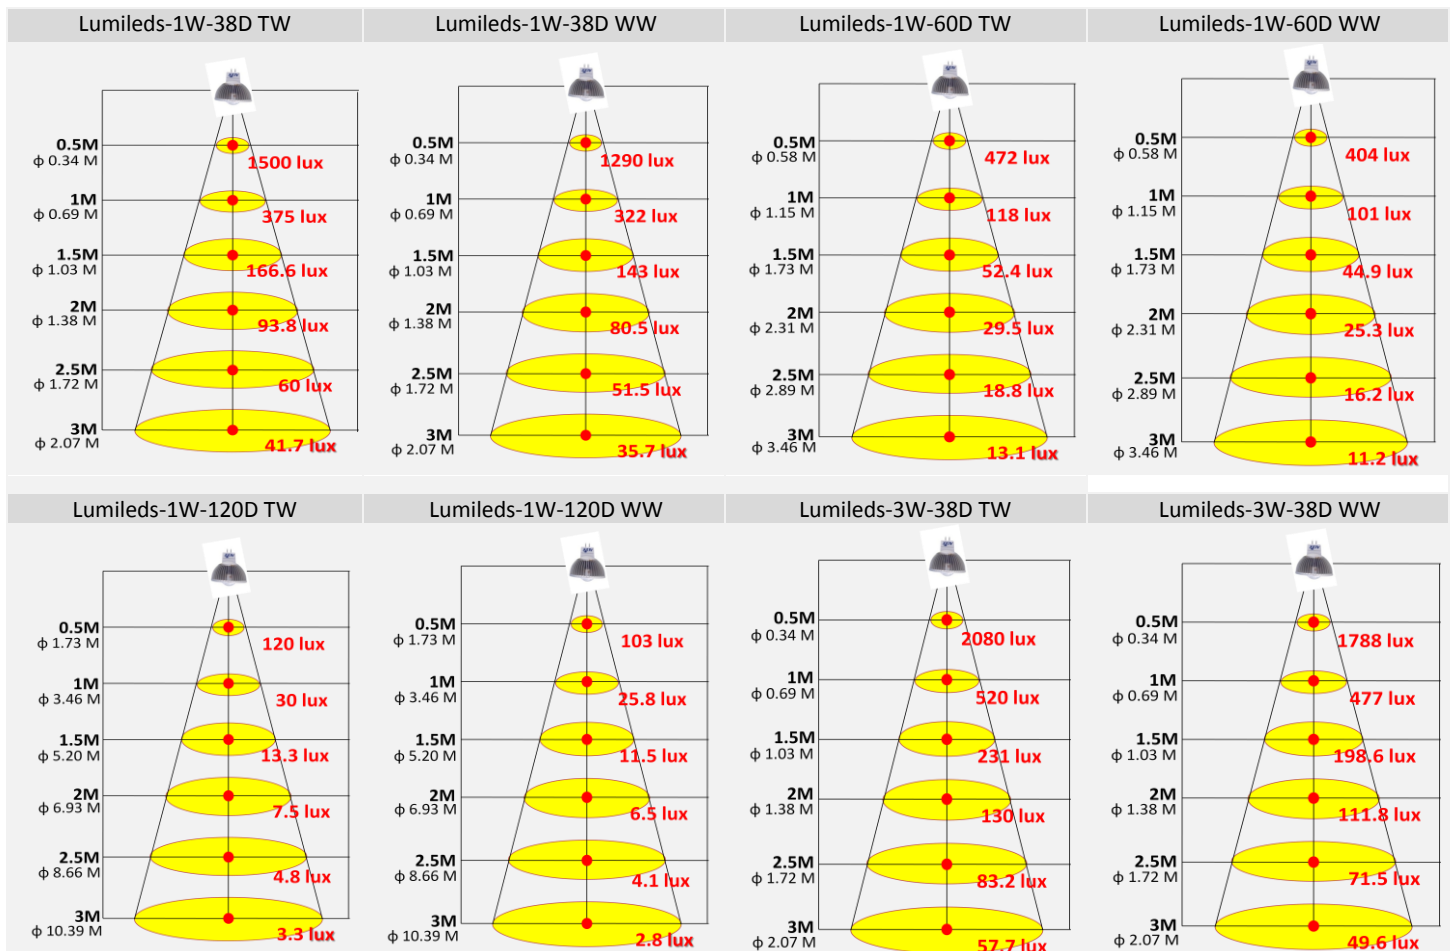 Lumileds-1W-38D TW
0.5M
ϕ 0.34 M
1500 lux
1M
ϕ 0.69 M
375 lux
1.5M
ϕ 1.03 M
166.6 lux
2M
ϕ 1.38 M
93.8 lux
2.5M
ϕ 1.72 M
60 lux
3M
ϕ 2.07 M
41.7 lux
Lumileds-1W-38D WW
0.5M
ϕ 0.34 M
1290 lux
1M
ϕ 0.69 M
322 lux
1.5M
ϕ 1.03 M
143 lux
2M
ϕ 1.38 M
80.5 lux
2.5M
ϕ 1.72 M
51.5 lux
3M
ϕ 2.07 M
35.7 lux
Lumileds-1W-60D TW
0.5M
ϕ 0.58 M
472 lux
1M
ϕ 1.15 M
118 lux
1.5M
ϕ 1.73 M
52.4 lux
2M
ϕ 2.31 M
29.5 lux
2.5M
ϕ 2.89 M
18.8 lux
3M
ϕ 3.46 M
13.1 lux
Lumileds-1W-60D WW
0.5M
ϕ 0.58 M
404 lux
1M
ϕ 1.15 M
101 lux
1.5M
ϕ 1.73 M
44.9 lux
2M
ϕ 2.31 M
25.3 lux
2.5M
ϕ 2.89 M
16.2 lux
3M
ϕ 3.46 M
11.2 lux
Lumileds-1W-120D TW
0.5M
ϕ 1.73 M
120 lux
1M
ϕ 3.46 M
30 lux
1.5M
ϕ 5.20 M
13.3 lux
2M
ϕ 6.93 M
7.5 lux
2.5M
ϕ 8.66 M
4.8 lux
3M
ϕ 10.39 M
3.3 lux
Lumileds-1W-120D WW
0.5M
ϕ 1.73 M
103 lux
1M
ϕ 3.46 M
25.8 lux
1.5M
ϕ 5.20 M
11.5 lux
2M
ϕ 6.93 M
6.5 lux
2.5M
ϕ 8.66 M
4.1 lux
3M
ϕ 10.39 M
2.8 lux
Lumileds-3W-38D TW
0.5M
ϕ 0.34 M
2080 lux
1M
ϕ 0.69 M
520 lux
1.5M
ϕ 1.03 M
231 lux
2M
ϕ 1.38 M
130 lux
2.5M
ϕ 1.72 M
83.2 lux
3M
ϕ 2.07 M
57.7 lux
Lumileds-3W-38D WW
0.5M
ϕ 0.34 M
1788 lux
1M
ϕ 0.69 M
477 lux
1.5M
ϕ 1.03 M
198.6 lux
2M
ϕ 1.38 M
111.8 lux
2.5M
ϕ 1.72 M
71.5 lux
3M
ϕ 2.07 M
49.6 lux